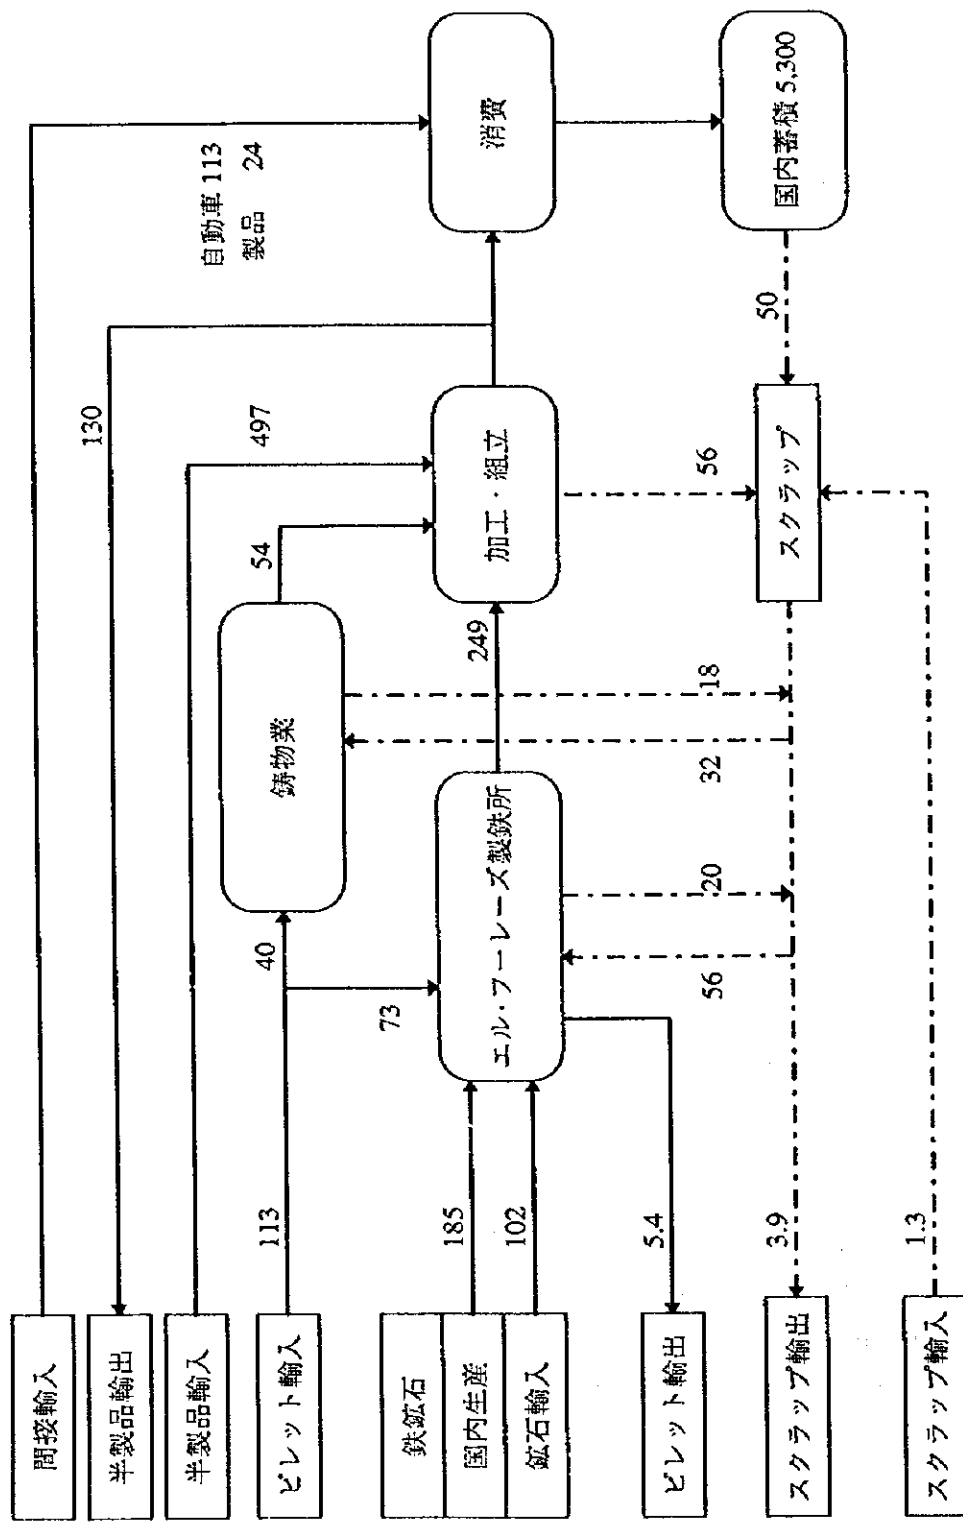 間接輸入
半製品輸出
半製品輸入
ビレット輸入
鉄鉱石
国内生産
鉱石輸入
ビレット輸出
スクラップ輸出
スクラップ輸入
113
185
102
5.4
3.9
1.3
40
73
エル・フーレーズ製鉄所
56
20
鋳物業
32
18
249
54
497
130
加工・組立
56
スクラップ
50
自動車 113
製品 24
消費
国内蓄積 5,300